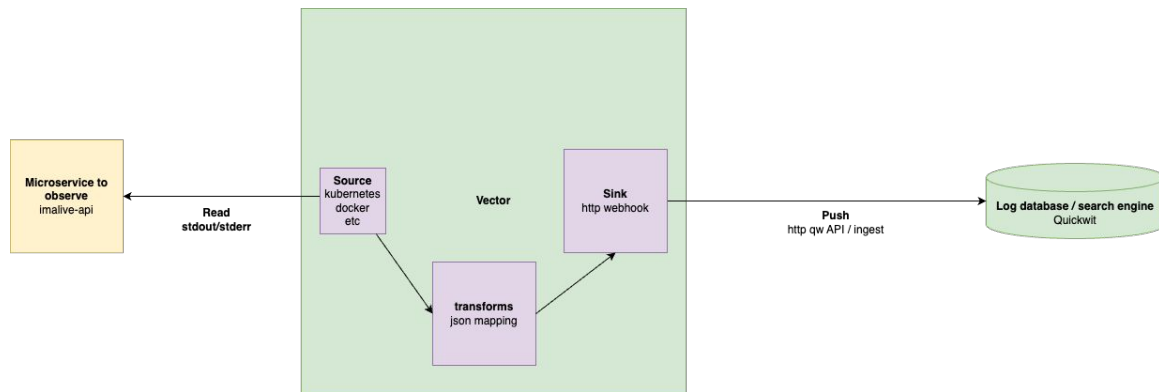 Microservice to
observe
imalive-api
Read
stdout/stderr
Source
kubernetes
docker
etc
Vector
transforms
json mapping
Sink
http webhook
Push
http qw API / ingest
Log database / search engine
Quickwit